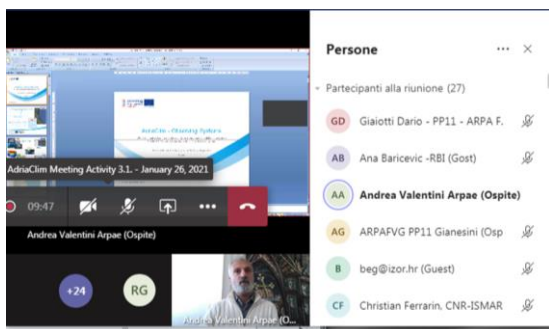 AdriaClim Meeting Activity 3.1. - January 26, 2021
09:47
Andrea Valentini Arpae (Ospite)
+24
RG
Andrea Valentini Arpae (O...
Persone
Partecipanti alla riunione (27)
GD Giaiotti Dario - PP11 - ARPA F.
AB Ana Baricevic -RBI (Gost)
AA Andrea Valentini Arpae (Ospite)
AG ARPAFVG PP11 Gianesini (Osp
B beg@izor.hr (Guest)
CF Christian Ferrarin, CNR-ISMAR